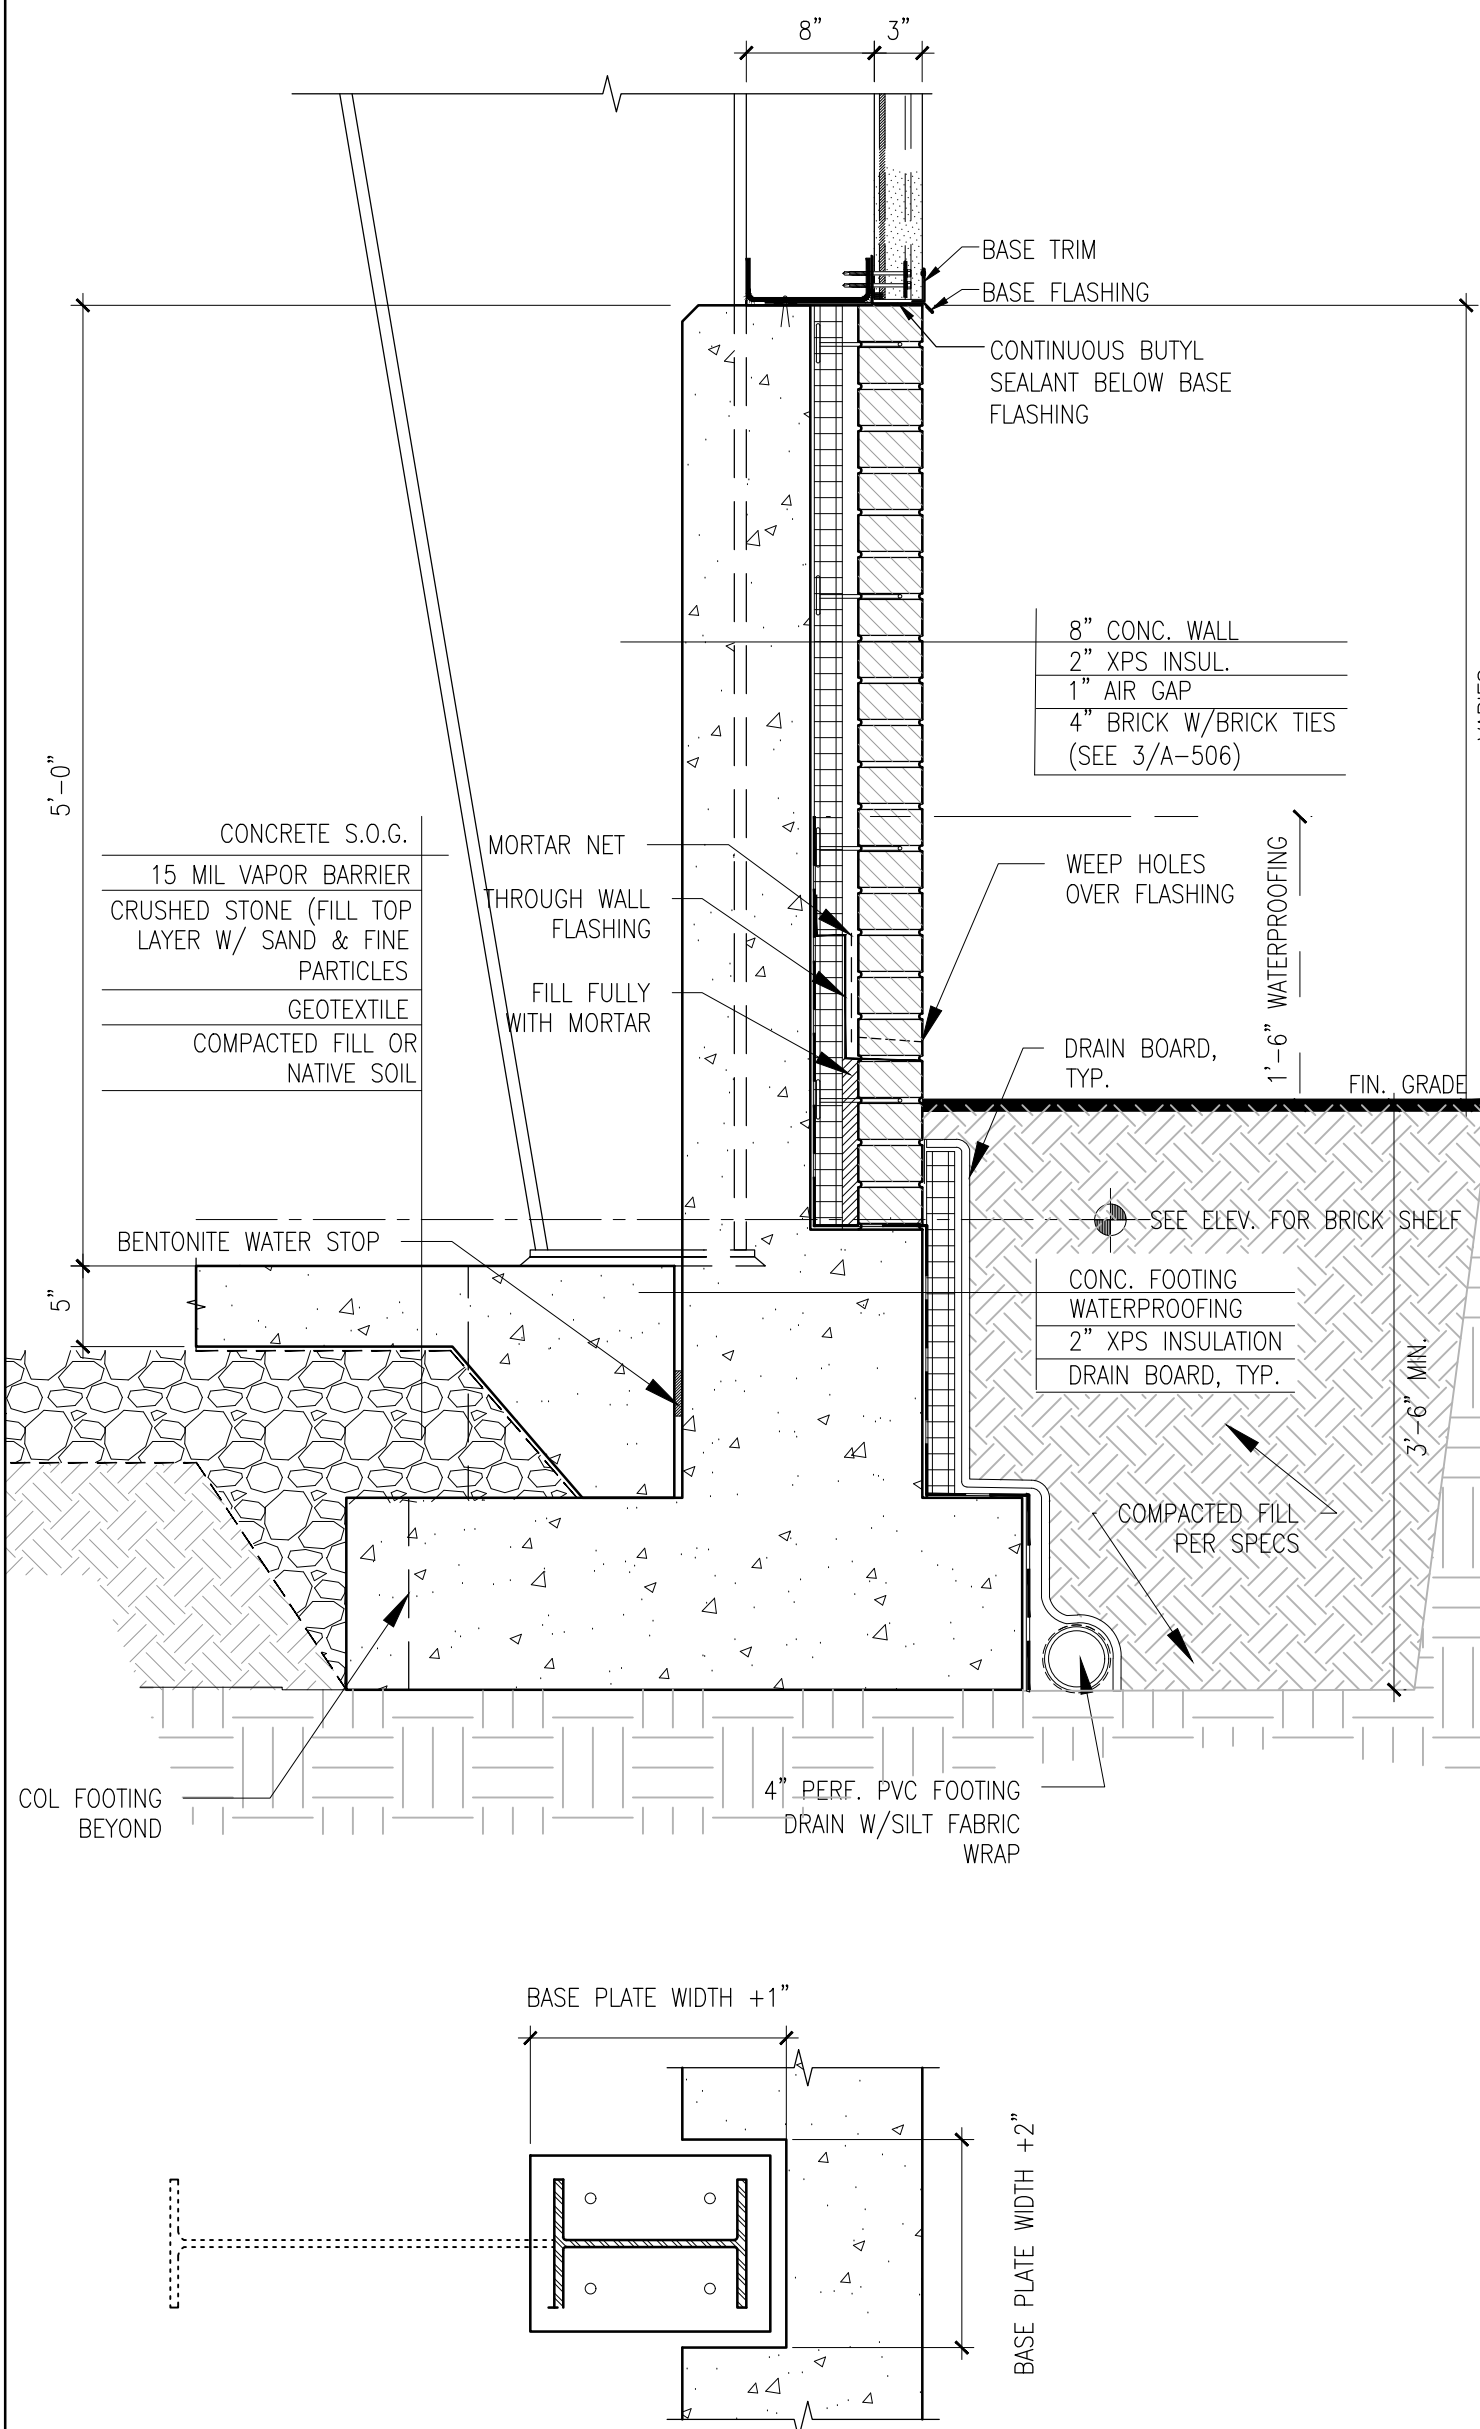 8” 3”
BASE TRIM
BASE FLASHING
CONTINUOUS BUTYL
SEALANT BELOW BASE
FLASHING
8” CONC. WALL
2” XPS INSUL.
1” AIR GAP
4” BRICK W/BRICK TIES
(SEE 3/A-506)
5’-0”
CONCRETE S.O.G.
15 MIL VAPOR BARRIER
CRUSHED STONE (FILL TOP
LAYER W/ SAND & FINE
PARTICLES
GEOTEXTILE
COMPACTED FILL OR
NATIVE SOIL
MORTAR NET
THROUGH WALL
FLASHING
FILL FULLY
WITH MORTAR
WEEP HOLES
OVER FLASHING
1’-6” WATERPROOFING
DRAIN BOARD,
TYP.
FIN. GRADE
BENTONITE WATER STOP
SEE ELEV. FOR BRICK SHELF
5”
CONC. FOOTING
WATERPROOFING
2” XPS INSULATION
DRAIN BOARD, TYP.
3’-6” MIN.
COMPACTED FILL
PER SPECS
COL FOOTING
BEYOND
4” PERF. PVC FOOTING
DRAIN W/SILT FABRIC
WRAP
BASE PLATE WIDTH +1”
BASE PLATE WIDTH +2”